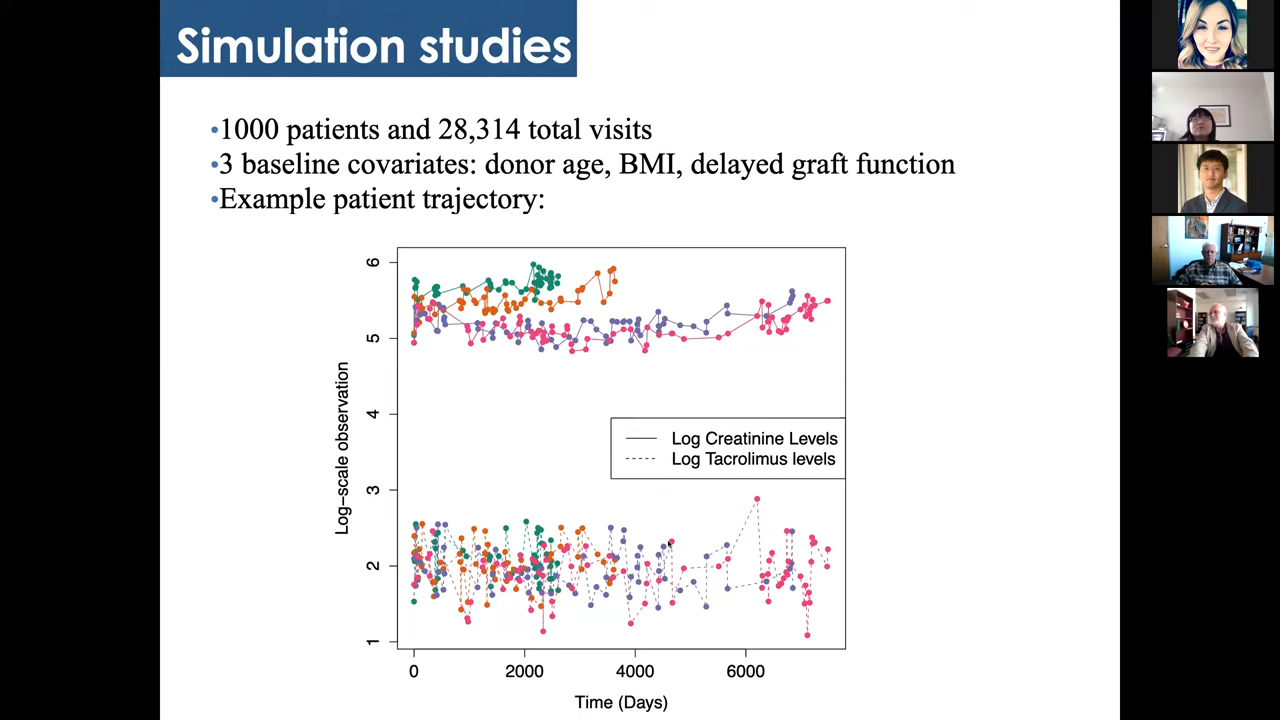 Simulation studies
•1000 patients and 28,314 total visits
•3 baseline covariates: donor age, BMI, delayed graft function
•Example patient trajectory:
6
5
4
3
2
1
Log−scale observation
Log Creatinine Levels
Log Tacrolimus levels
0 2000 4000 6000
Time (Days)